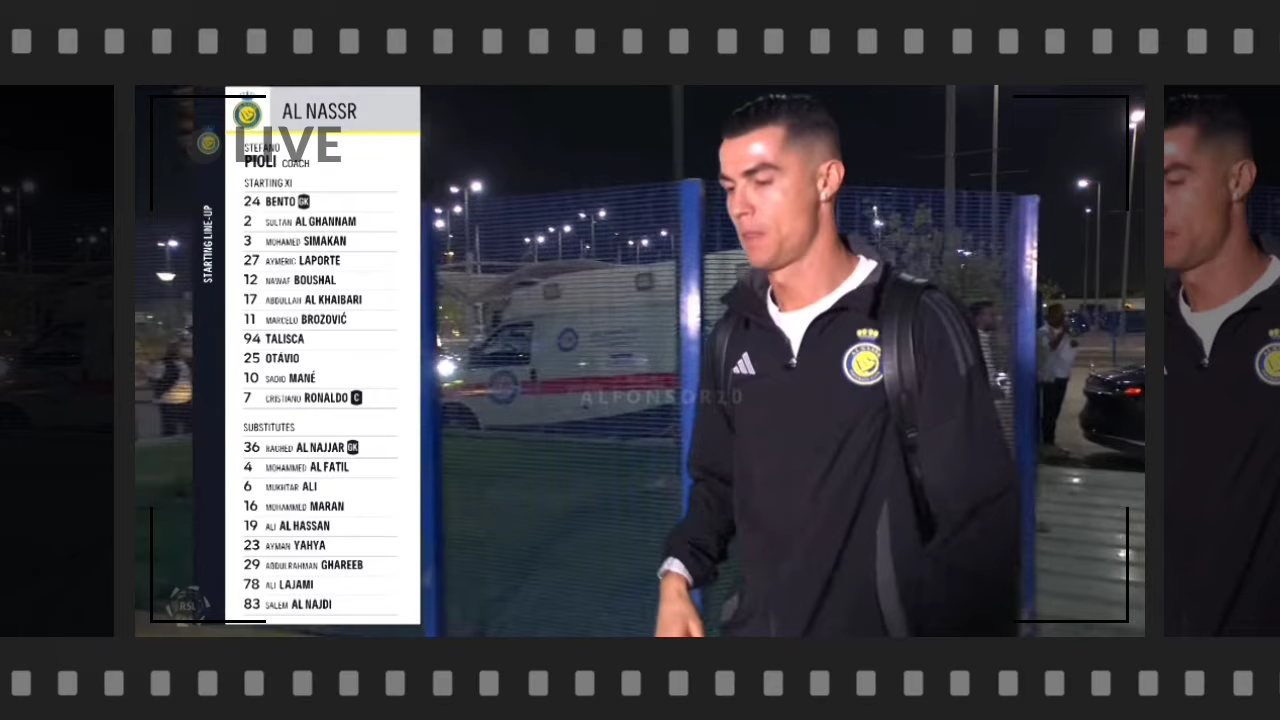 AL NASSR
LIVE
STEFANO
PIOLI COACH
STARTING LINE-UP
STARTING XI
24 BENTO GK
2 SULTAN AL GHANNAM
3 MOHAMED SIMAKAN
27 AYMERIC LAPORTE
12 NAWAF BOUSHAL
17 ABDULLAH AL KHAIBARI
11 MARCELO BROZOVIĆ
94 TALISCA
25 OTÁVIO
10 SADIO MANÉ
7 CRISTIANO RONALDO C
SUBSTITUTES
36 RAGHED AL NAJJAR GK
4 MOHAMMED AL FATIL
6 MUKHTAR ALI
16 MOHAMMED MARAN
19 ALI AL HASSAN
23 AYMAN YAHYA
29 ABDULRAHMAN GHAREEB
78 ALI LAJAMI
83 SALEM AL NAJDI
RSL
ALFONSOR10